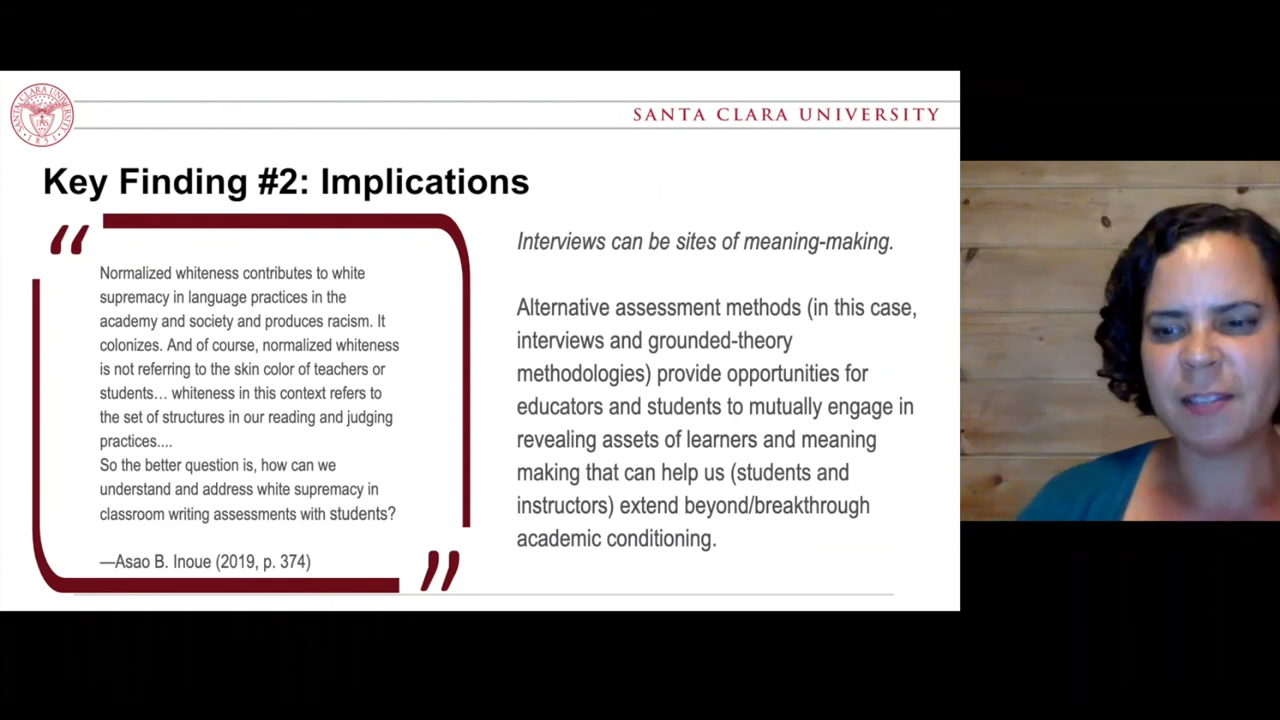 SANTA CLARA UNIVERSITY
SANTA CLARA UNIVERSITY
1851
Key Finding #2: Implications
“
Normalized whiteness contributes to white
supremacy in language practices in the
academy and society and produces racism. It
colonizes. And of course, normalized whiteness
is not referring to the skin color of teachers or
students… whiteness in this context refers to
the set of structures in our reading and judging
practices....
So the better question is, how can we
understand and address white supremacy in
classroom writing assessments with students?
—Asao B. Inoue (2019, p. 374)
”
Interviews can be sites of meaning-making.
Alternative assessment methods (in this case,
interviews and grounded-theory
methodologies) provide opportunities for
educators and students to mutually engage in
revealing assets of learners and meaning
making that can help us (students and
instructors) extend beyond/breakthrough
academic conditioning.